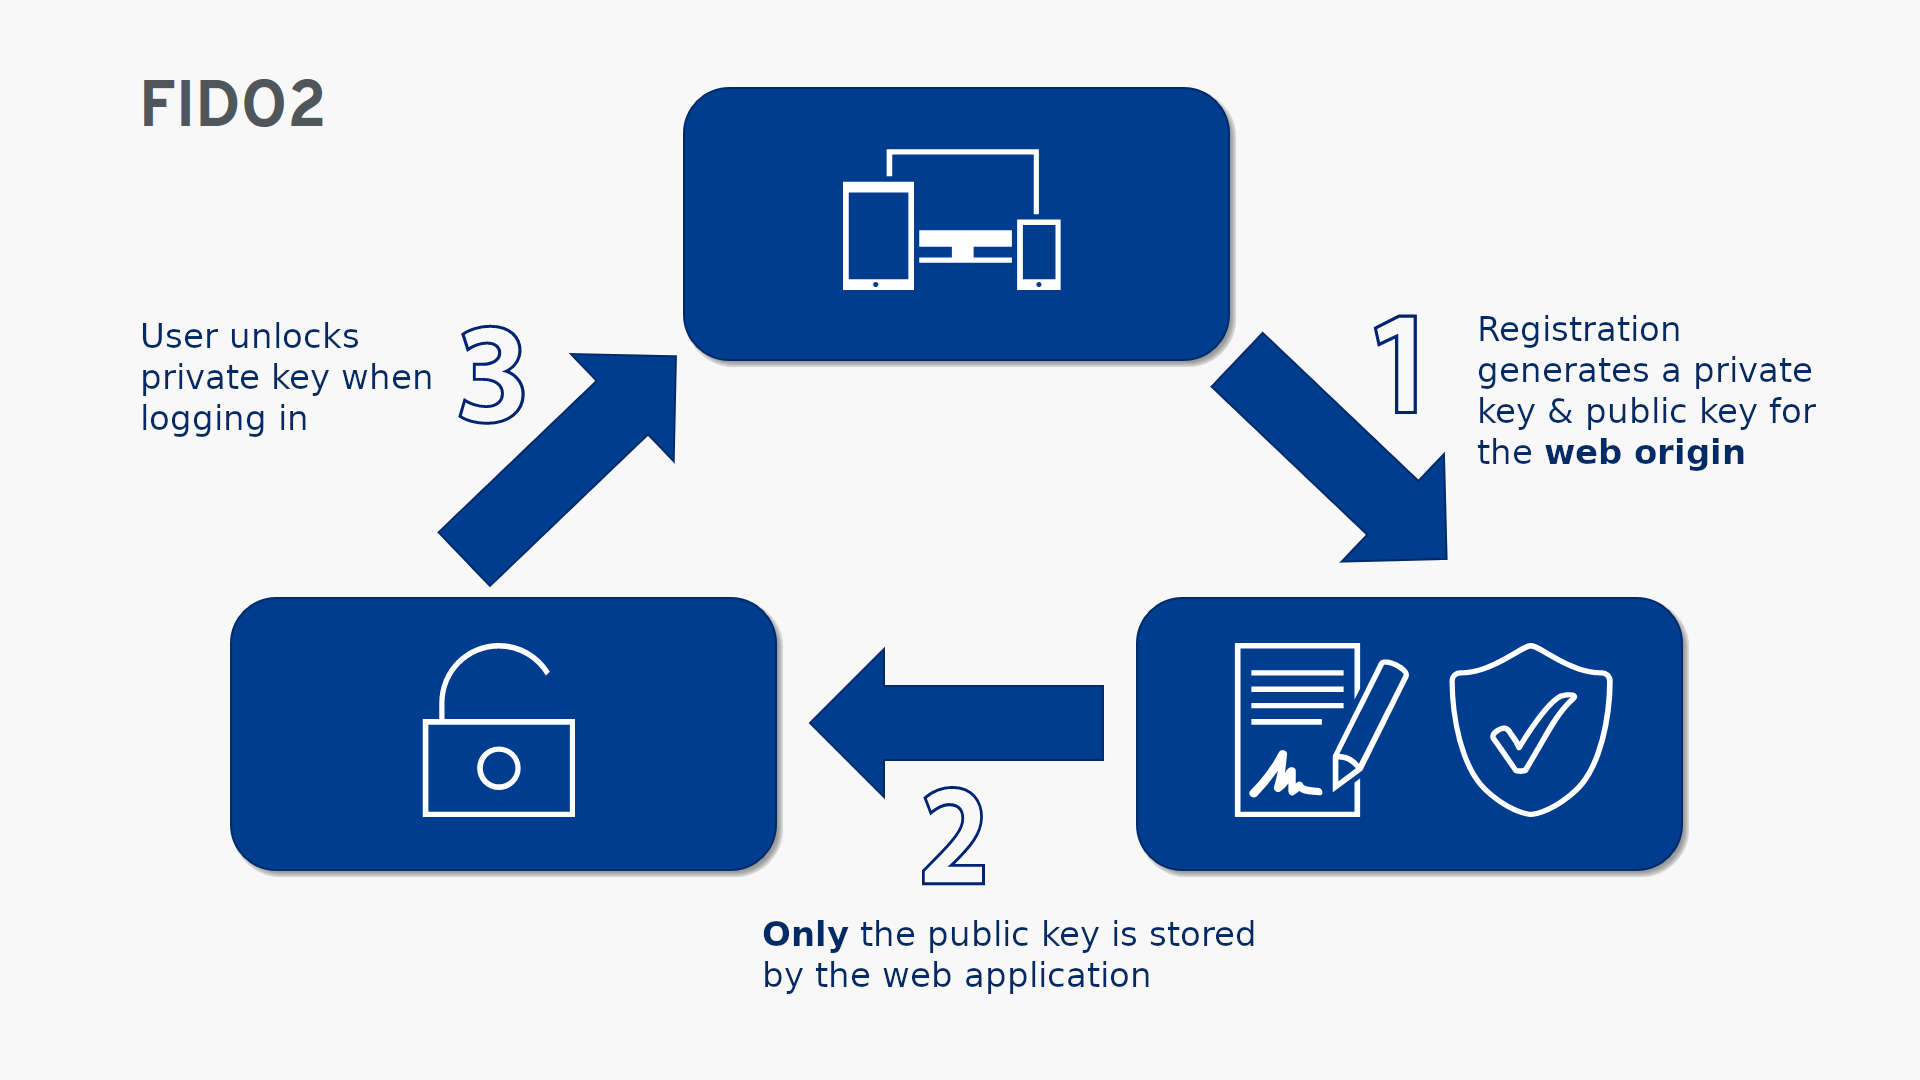 FIDO2
1
Registration
generates a private
key & public key for
the web origin
2
Only the public key is stored
by the web application
3
User unlocks
private key when
logging in